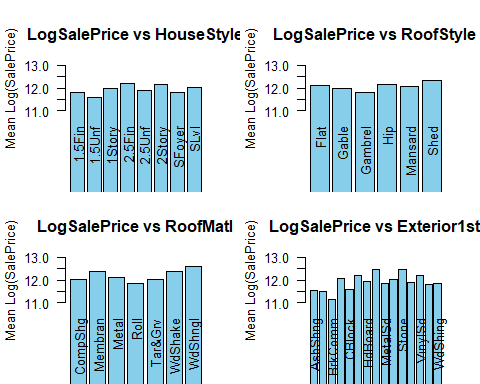 LogSalePrice vs HouseStyle
Mean Log(SalePrice)
13.0
12.0
11.0
1.5Fin
1.5Unf
1Story
2.5Fin
2.5Unf
2Story
SFoyer
SLvl
LogSalePrice vs RoofStyle
Mean Log(SalePrice)
13.0
12.0
11.0
Flat
Gable
Gambrel
Hip
Mansard
Shed
LogSalePrice vs RoofMatl
Mean Log(SalePrice)
13.0
12.0
11.0
CompShg
Membran
Metal
Roll
Tar&Grv
WdShake
WdShngl
LogSalePrice vs Exterior1st
Mean Log(SalePrice)
13.0
12.0
11.0
AsbShng
BrkComm
CBlock
HdBoard
MetalSd
Stone
VinylSd
WdShing